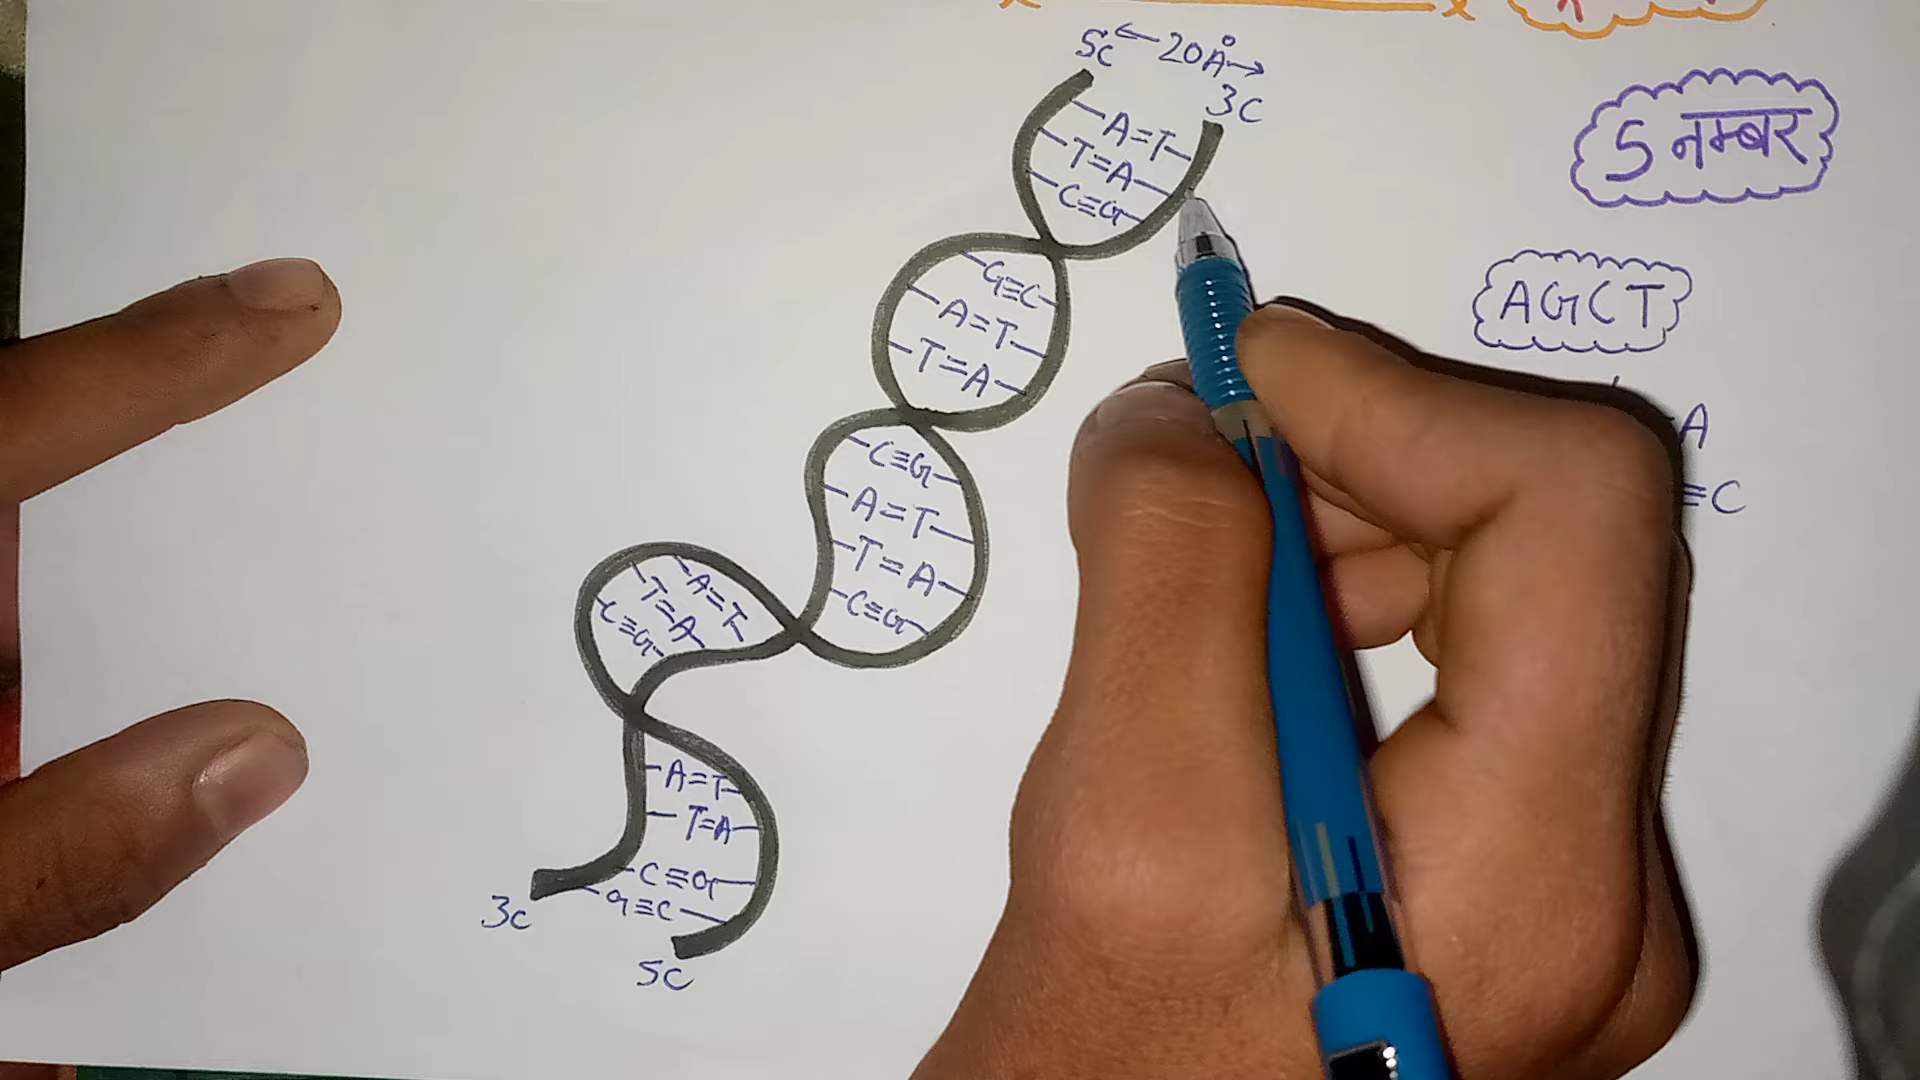 5C ← 20Å →
3C
A=T
T=A
C≡G
G≡C
A=T
T=A
C≡G
A=T
T=A
C≡G
A=T
T=A
C≡G
A=T
T=A
C≡G
G≡C
3C
5C
5 नम्बर
AGCT
A
≡C